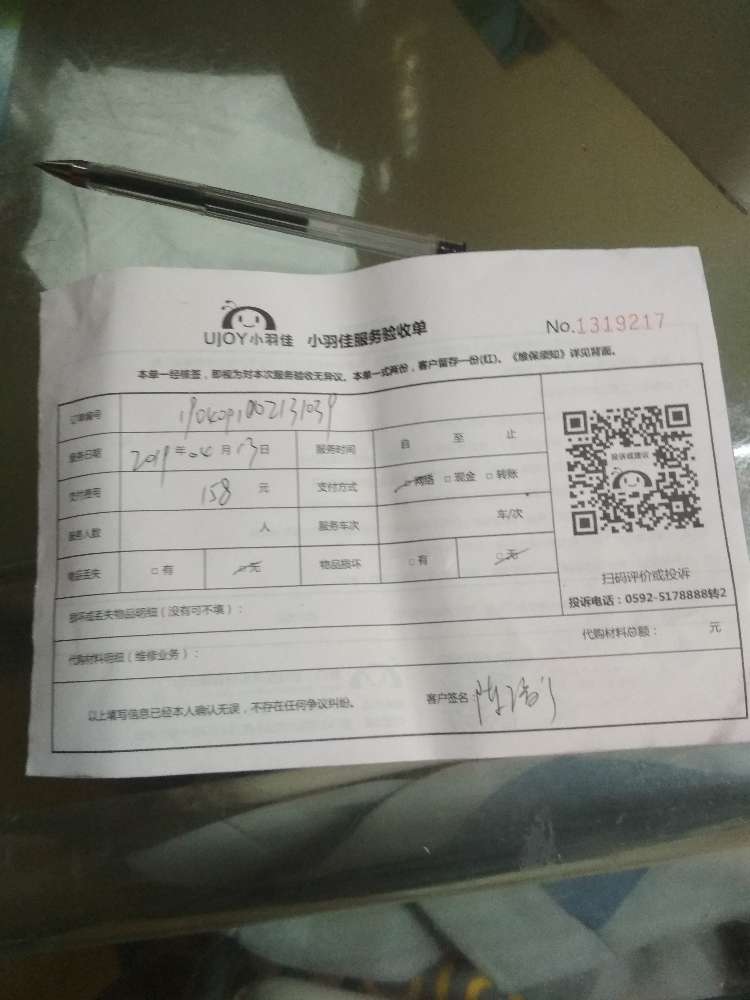 UJOY小羽佳 小羽佳服务验收单 No.1319217
本单一经核签，即视为对本次服务验收无异议。本单一式两份，客户留存一份(红)。《维保须知》详见背面。
订单编号
服务日期 2019年04月13日 服务时间 自 至 止
支付费用 158 元 支付方式 □网络 □现金 □转账
服务人数 人 服务车次 车/次
物品丢失 □有 □无 物品损坏 □有 □无
投诉或建议
扫码评价或投诉
投诉电话：0592-5178888转2
损坏或丢失物品明细（没有可不填）：
代购材料明细（维修业务）： 代购材料总额： 元
以上填写信息已经本人确认无误，不存在任何争议纠纷。 客户签名：陈